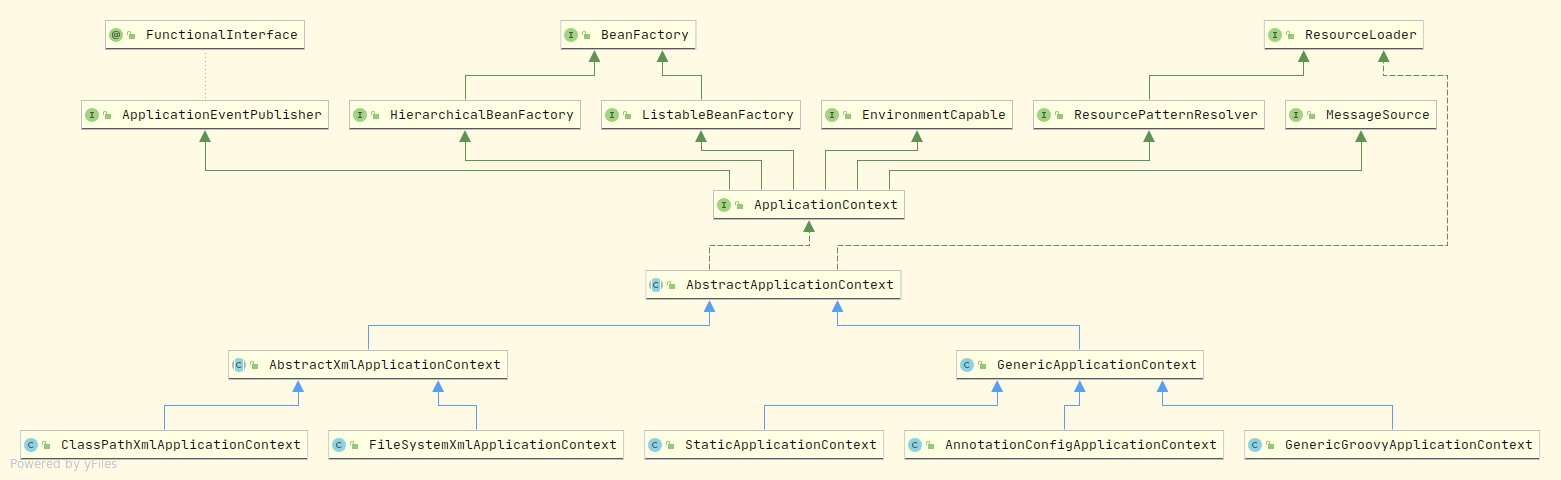 @ FunctionalInterface
I BeanFactory
I ResourceLoader
I ApplicationEventPublisher
I HierarchicalBeanFactory
I ListableBeanFactory
I EnvironmentCapable
I ResourcePatternResolver
I MessageSource
I ApplicationContext
C AbstractApplicationContext
C AbstractXmlApplicationContext
C GenericApplicationContext
C ClassPathXmlApplicationContext
C FileSystemXmlApplicationContext
C StaticApplicationContext
C AnnotationConfigApplicationContext
C GenericGroovyApplicationContext
Powered by yFiles